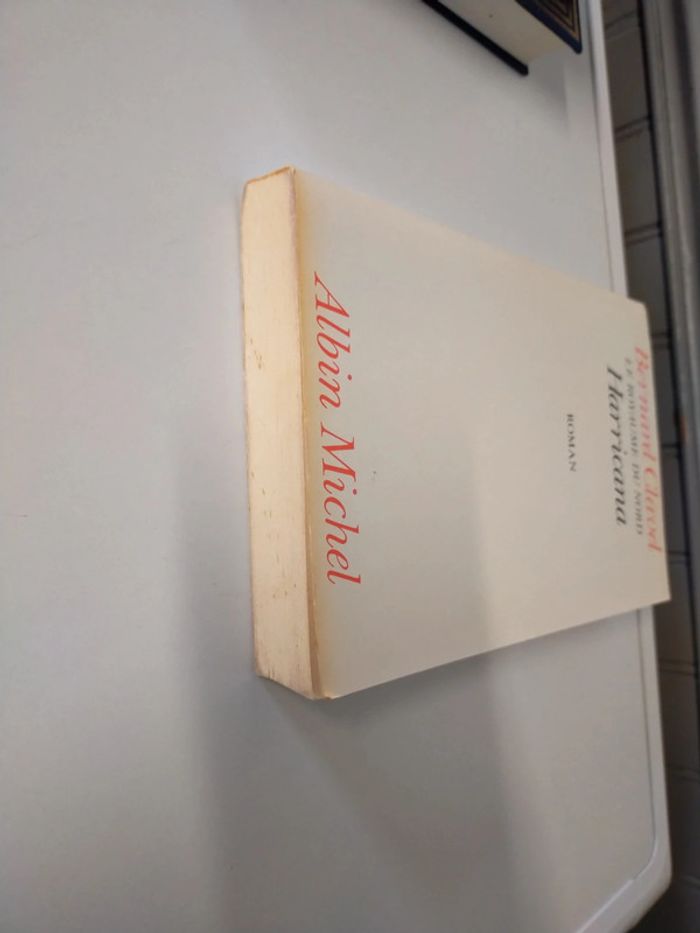 Bernard Clavel
LE ROYAUME DU NORD
Harricana
ROMAN
Albin Michel